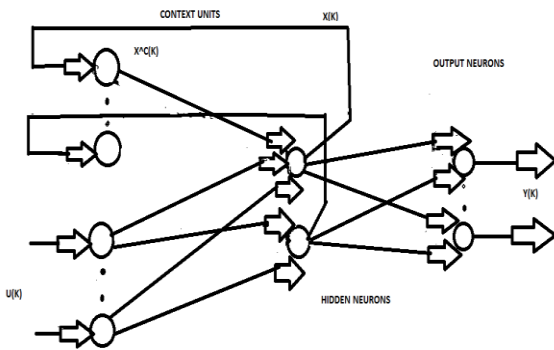 CONTEXT UNITS
X(K)
X^C(K)
OUTPUT NEURONS
Y(K)
U(K)
HIDDEN NEURONS